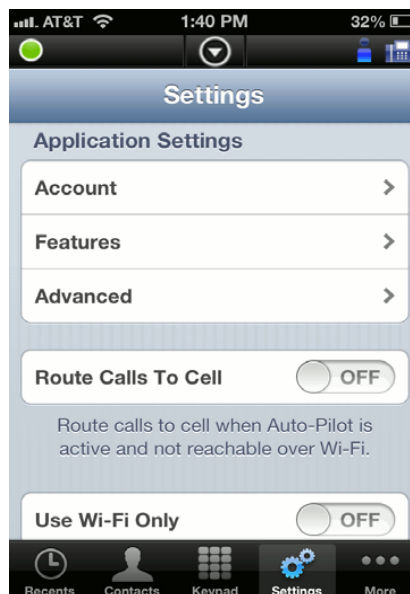 AT&T 1:40 PM 32%
Settings
Application Settings
Account
Features
Advanced
Route Calls To Cell OFF
Route calls to cell when Auto-Pilot is
active and not reachable over Wi-Fi.
Use Wi-Fi Only OFF
Recents Contacts Keypad Settings More